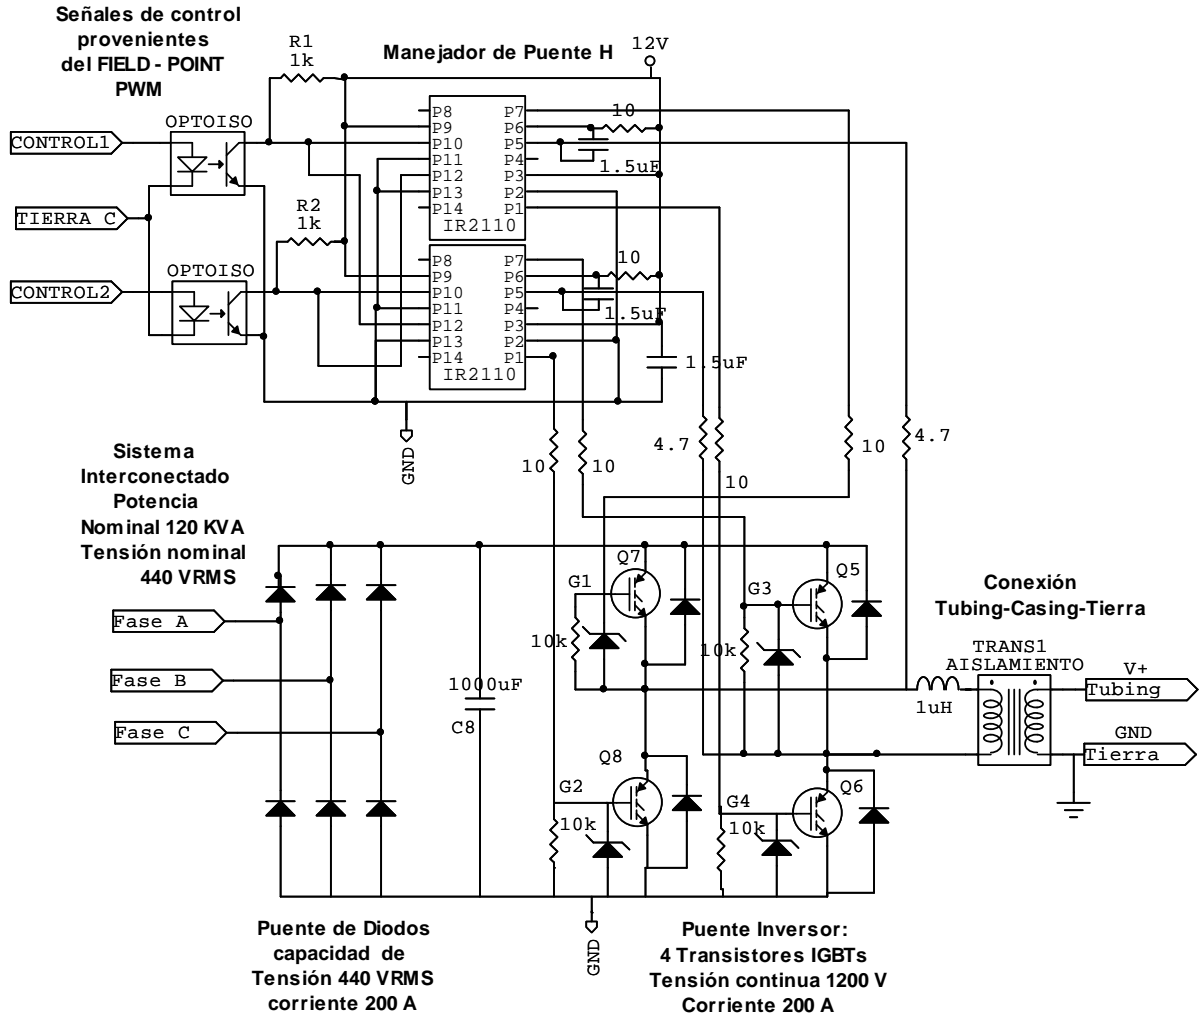 Señales de control
provenientes
del FIELD - POINT
PWM
R1
1k
Manejador de Puente H
12V
OPTOISO
CONTROL1
P8
P9
P10
P11
P12
P13
P14
P7
P6
P5
P4
P3
P2
P1
IR2110
10
1.5uF
TIERRA C
R2
1k
OPTOISO
CONTROL2
P8
P9
P10
P11
P12
P13
P14
P7
P6
P5
P4
P3
P2
P1
IR2110
10
1.5uF
1.5uF
GND
10
10
4.7
10
10
4.7
Sistema
Interconectado
Potencia
Nominal 120 KVA
Tensión nominal
440 VRMS
Fase A
Fase B
Fase C
1000uF
C8
Q7
G1
10k
Q5
G3
10k
Q8
G2
10k
Q6
G4
10k
Conexión
Tubing-Casing-Tierra
TRANS1
AISLAMIENTO
1uH
V+
Tubing
GND
Tierra
GND
Puente de Diodos
capacidad de
Tensión 440 VRMS
corriente 200 A
Puente Inversor:
4 Transistores IGBTs
Tensión continua 1200 V
Corriente 200 A